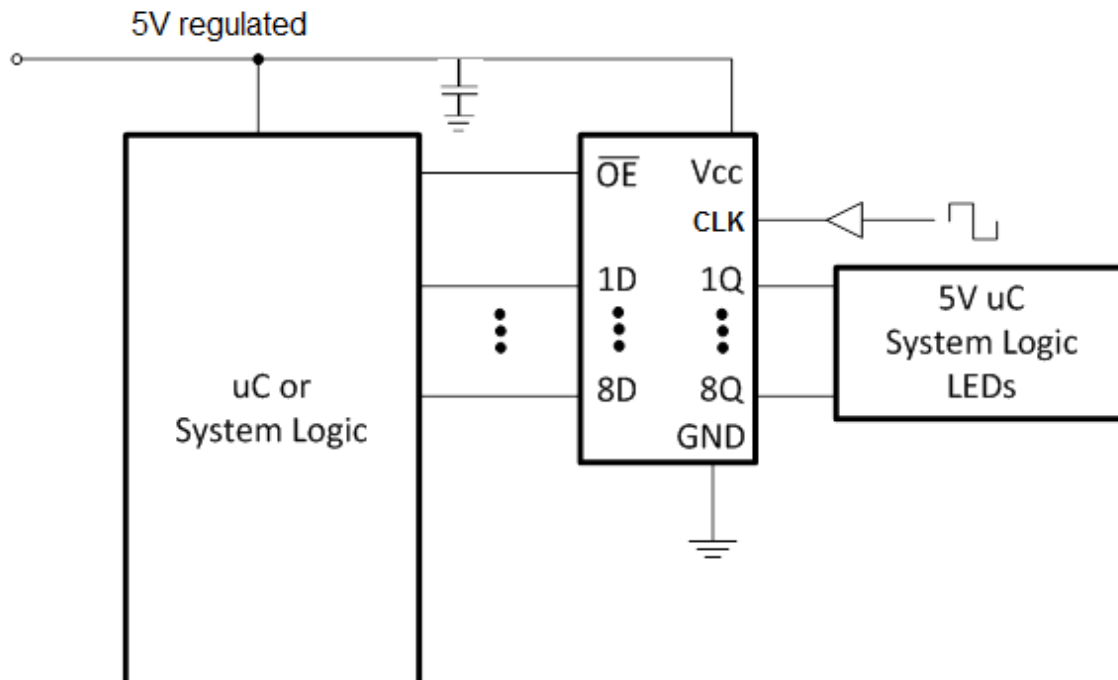 5V regulated
OE Vcc
CLK
1D 1Q
8D 8Q
GND
uC or
System Logic
5V uC
System Logic
LEDs